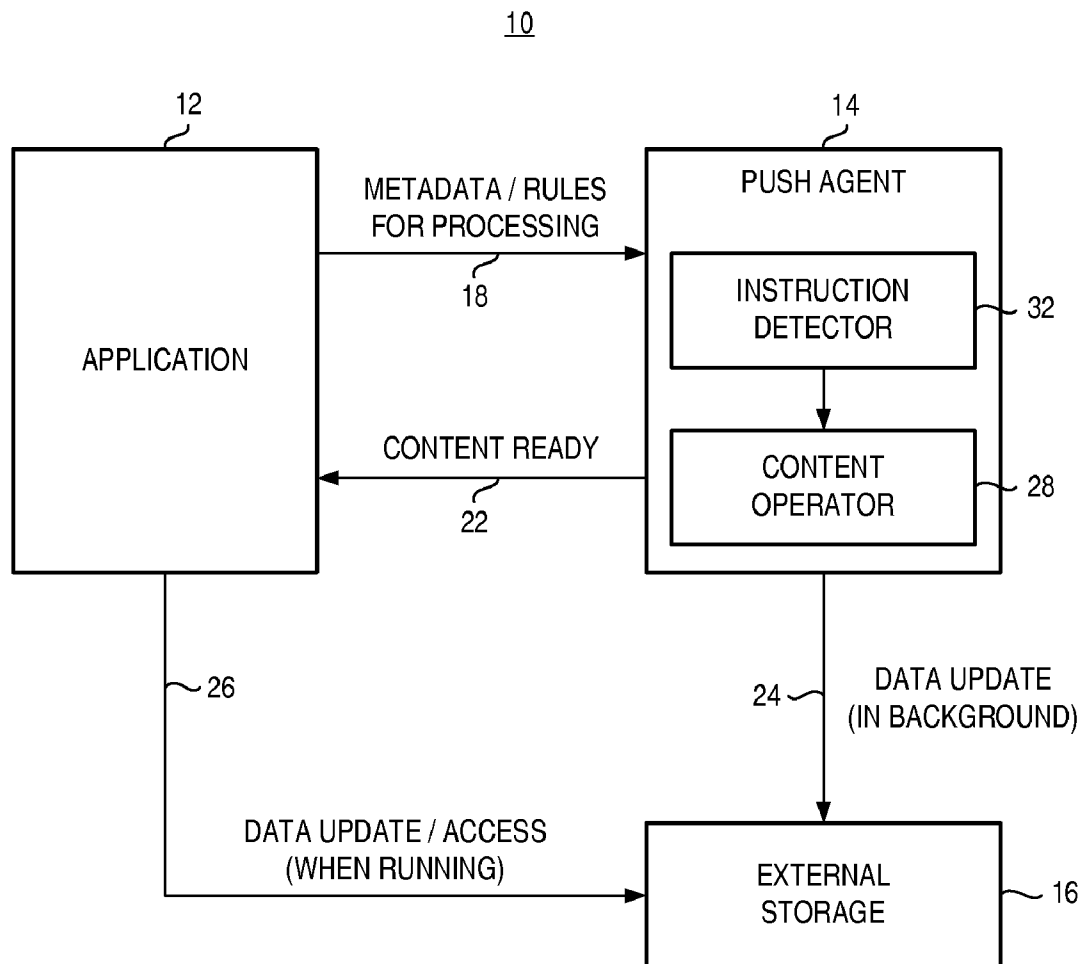 10
12
14
APPLICATION
METADATA / RULES
FOR PROCESSING
18
PUSH AGENT
INSTRUCTION
DETECTOR
32
CONTENT READY
22
CONTENT
OPERATOR
28
26
24
DATA UPDATE
(IN BACKGROUND)
DATA UPDATE / ACCESS
(WHEN RUNNING)
EXTERNAL
STORAGE
16